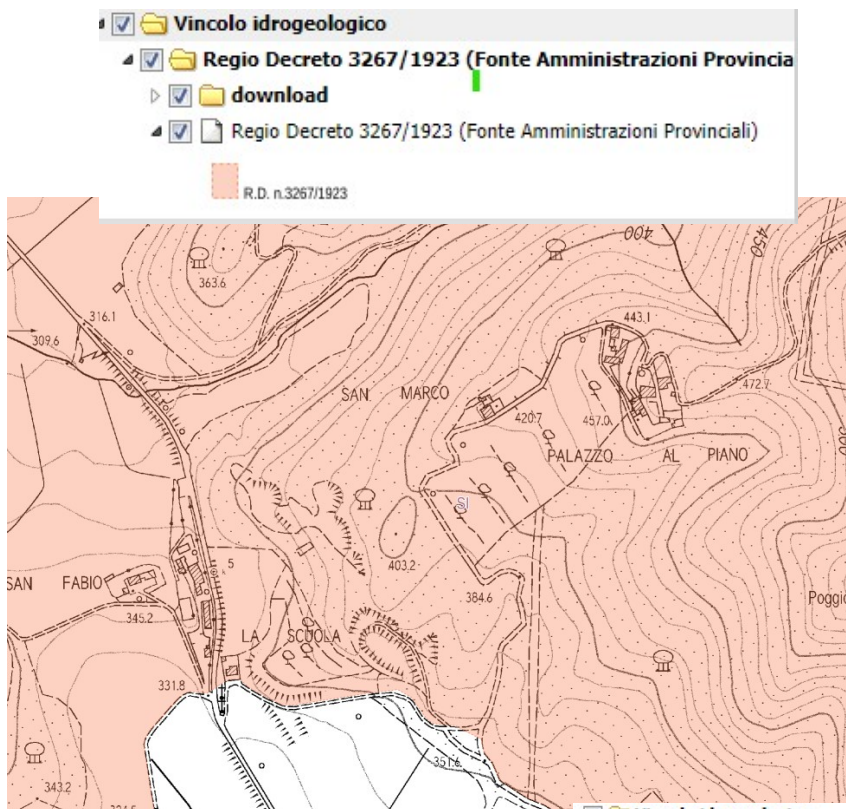 Vincolo idrogeologico
Regio Decreto 3267/1923 (Fonte Amministrazioni Provincia
download
Regio Decreto 3267/1923 (Fonte Amministrazioni Provinciali)
R.D. n.3267/1923
400
450
363.6
316.1
443.1
309.6
SAN MARCO
472.7
420.7
457.0
PALAZZO AL PIANO
SI
403.2
5
SAN FABIO
384.6
Poggio
345.2
LA SCUOLA
331.8
351.6
343.2